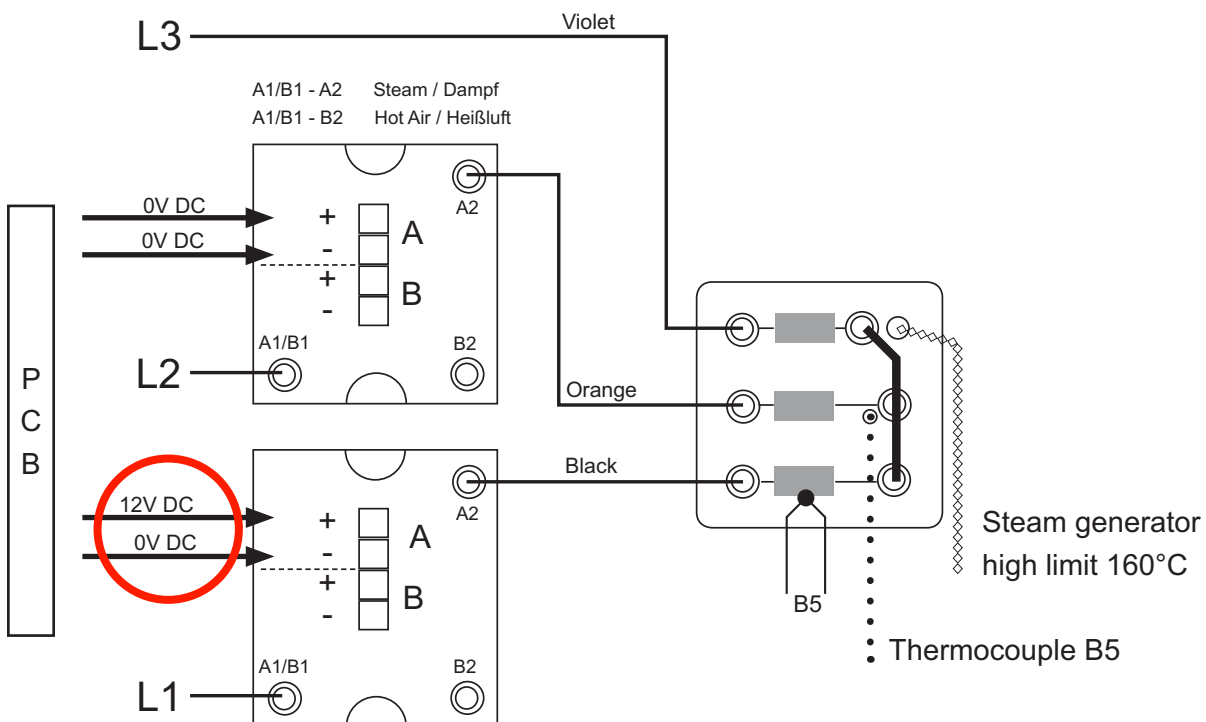 L3
Violet
A1/B1 - A2 Steam / Dampf
A1/B1 - B2 Hot Air / Heißluft
0V DC
0V DC
+
-
+
-
A
B
A2
A1/B1
B2
L2
P
C
B
Orange
Black
12V DC
0V DC
+
-
+
-
A
B
A2
A1/B1
B2
L1
B5
Steam generator
high limit 160°C
Thermocouple B5